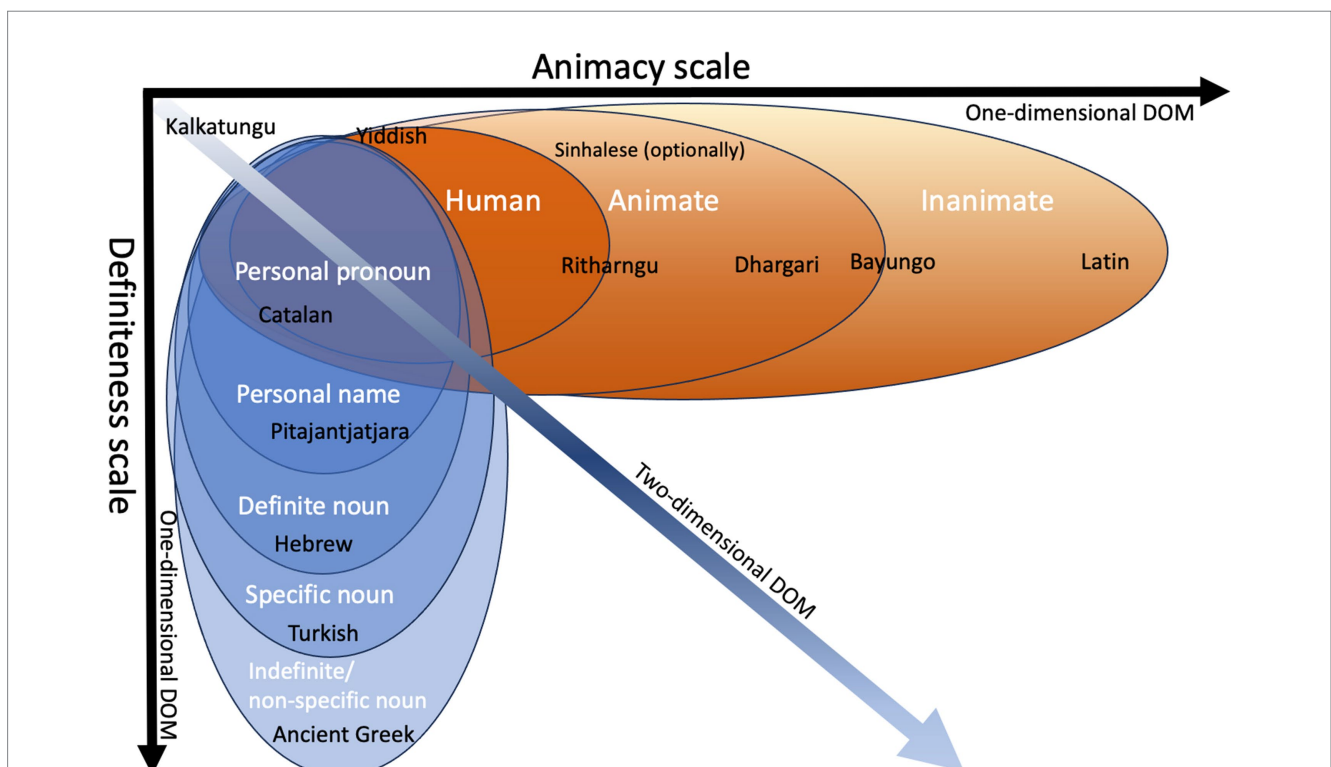 Animacy scale
One-dimensional DOM
Kalkatungu
Yiddish
Sinhalese (optionally)
Human
Animate
Inanimate
Ritharngu
Dhargari
Bayungo
Latin
Definiteness scale
Personal pronoun
Catalan
Personal name
Pitajantjatjara
Definite noun
Hebrew
Specific noun
Turkish
Indefinite/
non-specific noun
Ancient Greek
One-dimensional DOM
Two-dimensional DOM